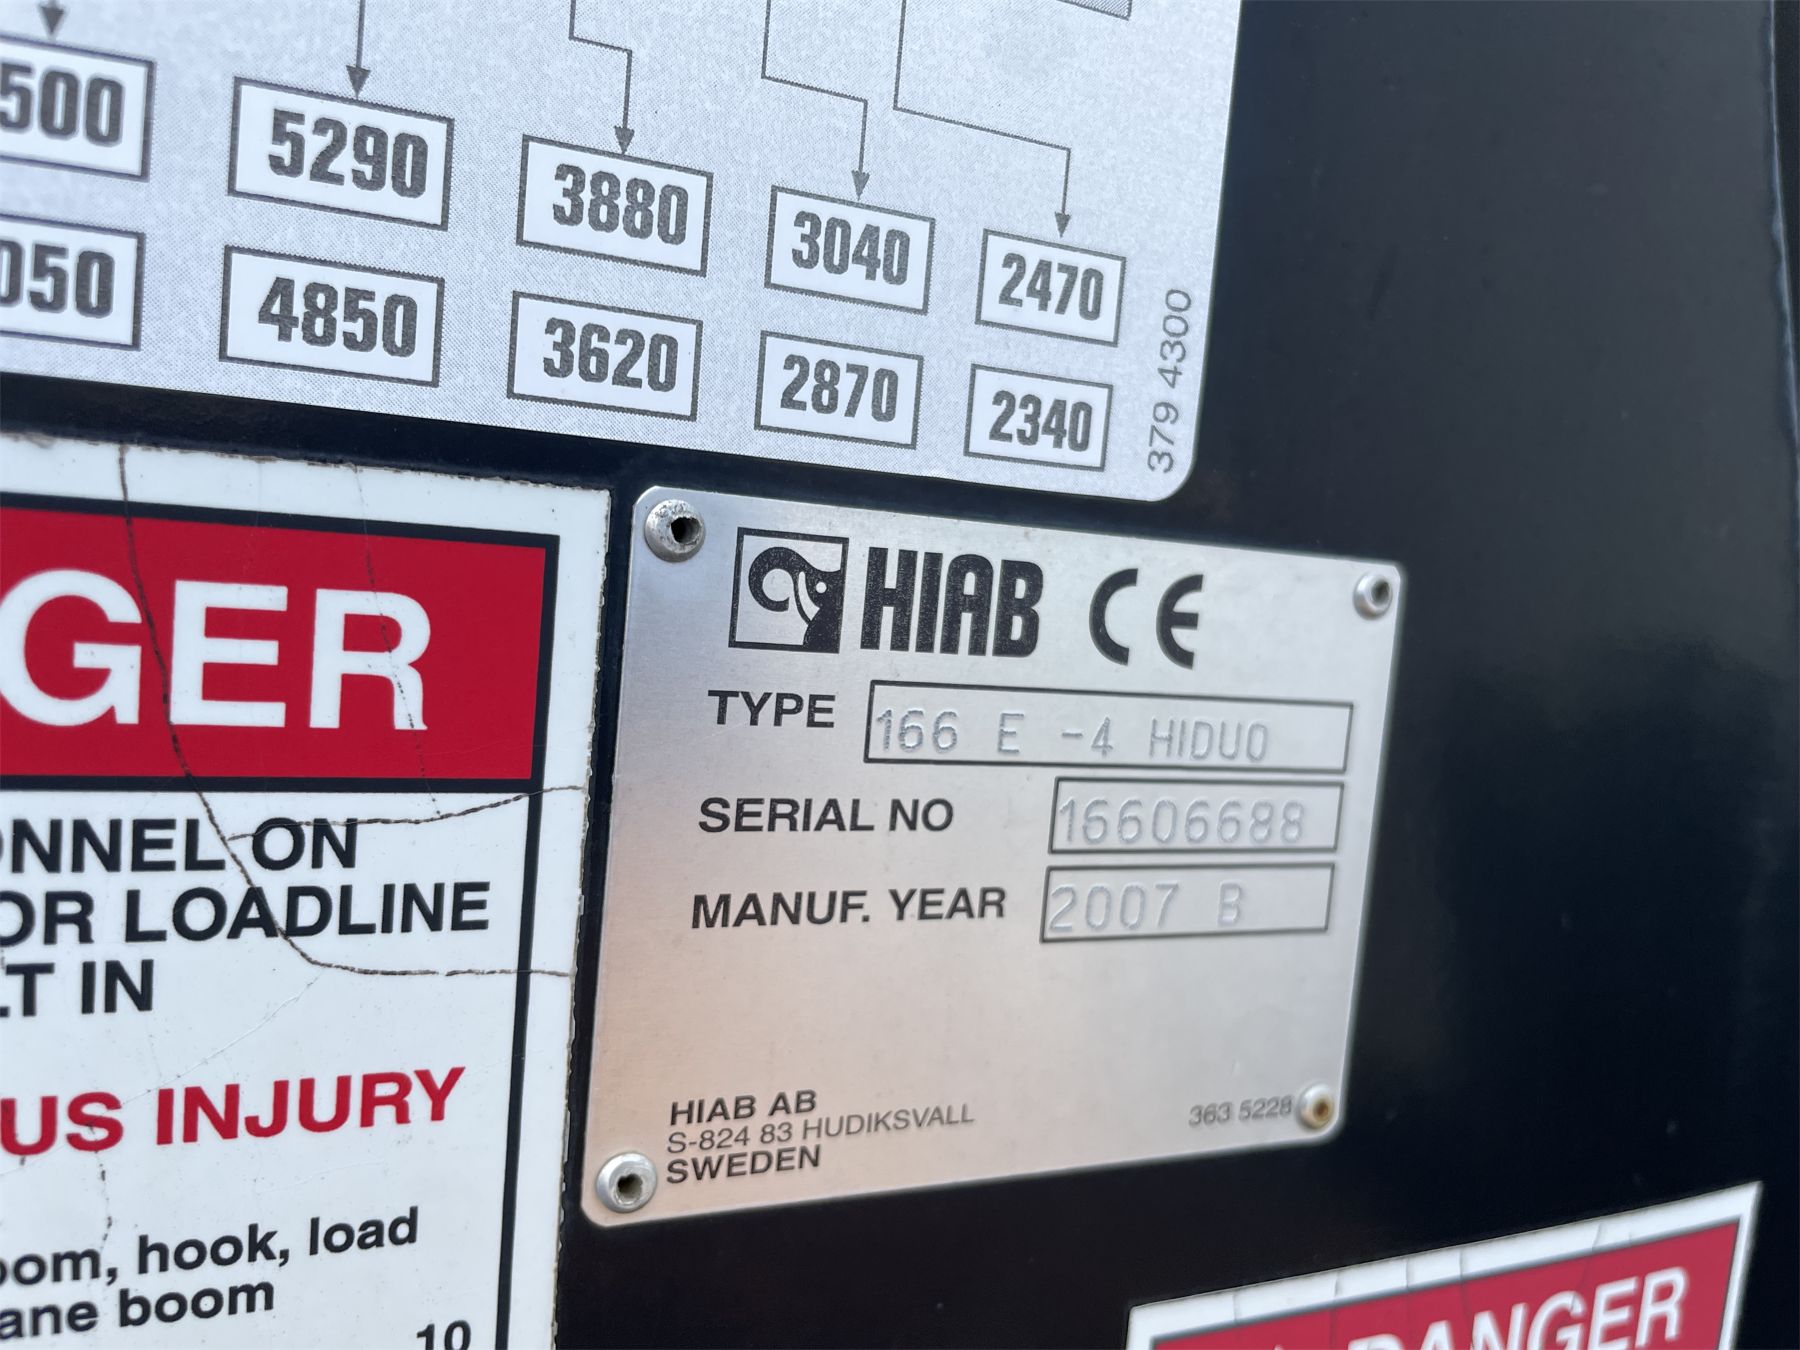 500 5290 3880 3040 2470
050 4850 3620 2870 2340
379 4300
GER
ONNEL ON
OR LOADLINE
LT IN
US INJURY
oom, hook, load
ane boom
10
HIAB CE
TYPE 166 E -4 HIDUO
SERIAL NO 16606688
MANUF. YEAR 2007 B
HIAB AB
S-824 83 HUDIKSVALL
SWEDEN
363 5228
DANGER